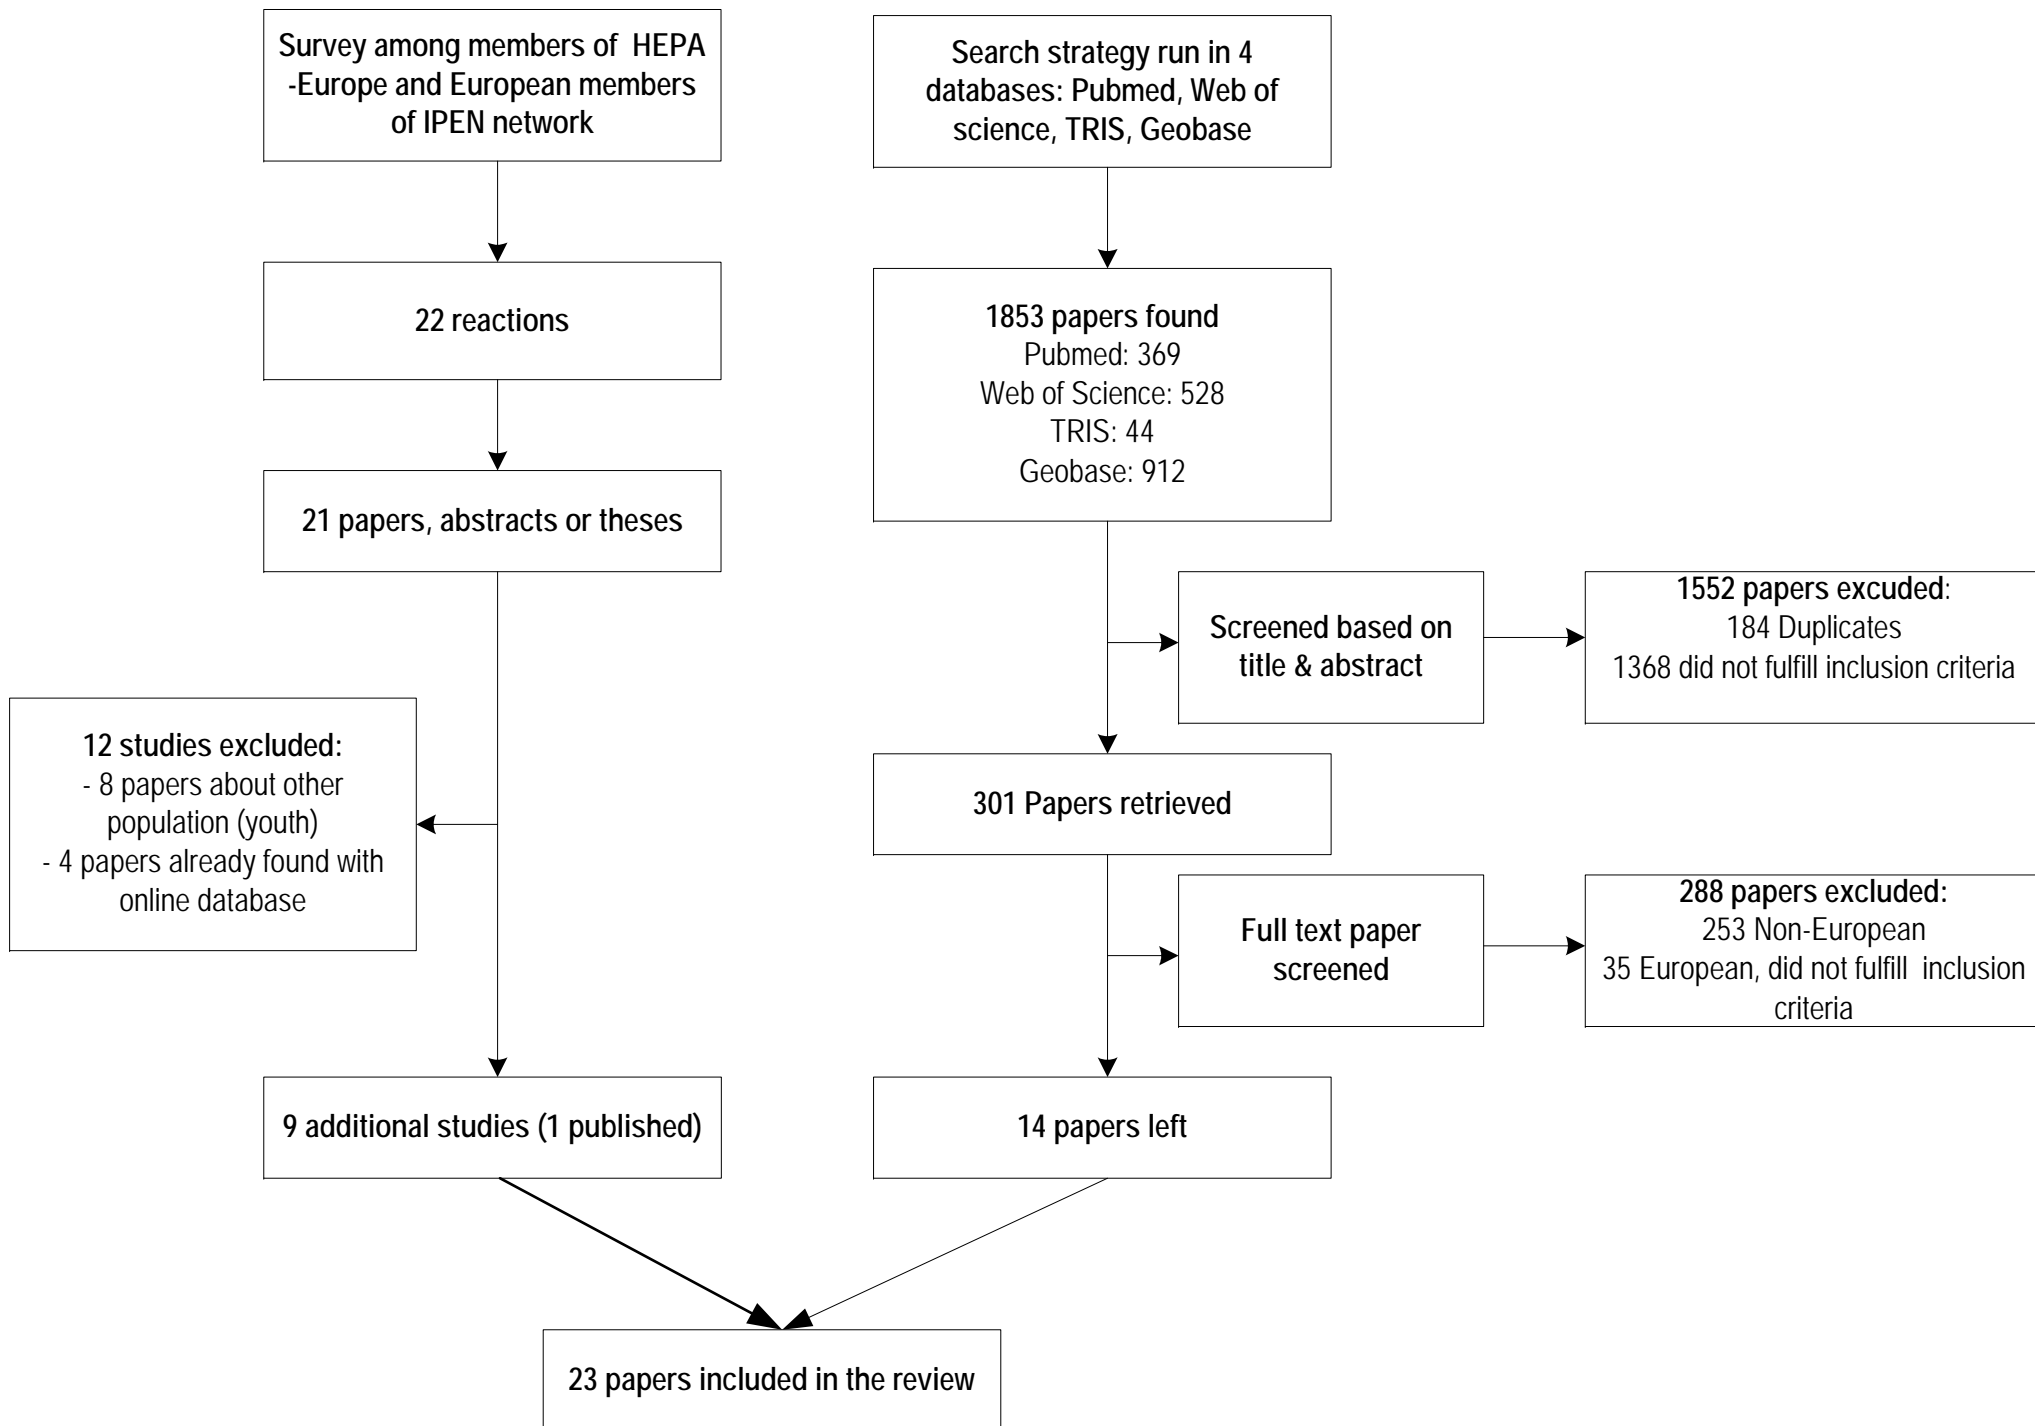 Survey among members of  HEPA
-Europe and European members
of IPEN network
Search strategy run in 4
databases: Pubmed, Web of
science, TRIS, Geobase
22 reactions
1853 papers found
Pubmed: 369
Web of Science: 528
TRIS: 44
Geobase: 912
21 papers, abstracts or theses
Screened based on
title & abstract
1552 papers excuded:
184 Duplicates
1368 did not fulfill inclusion criteria
12 studies excluded:
- 8 papers about other
population (youth)
- 4 papers already found with
online database
301 Papers retrieved
Full text paper
screened
288 papers excluded:
253 Non-European
35 European, did not fulfill  inclusion
criteria
9 additional studies (1 published)
14 papers left
23 papers included in the review